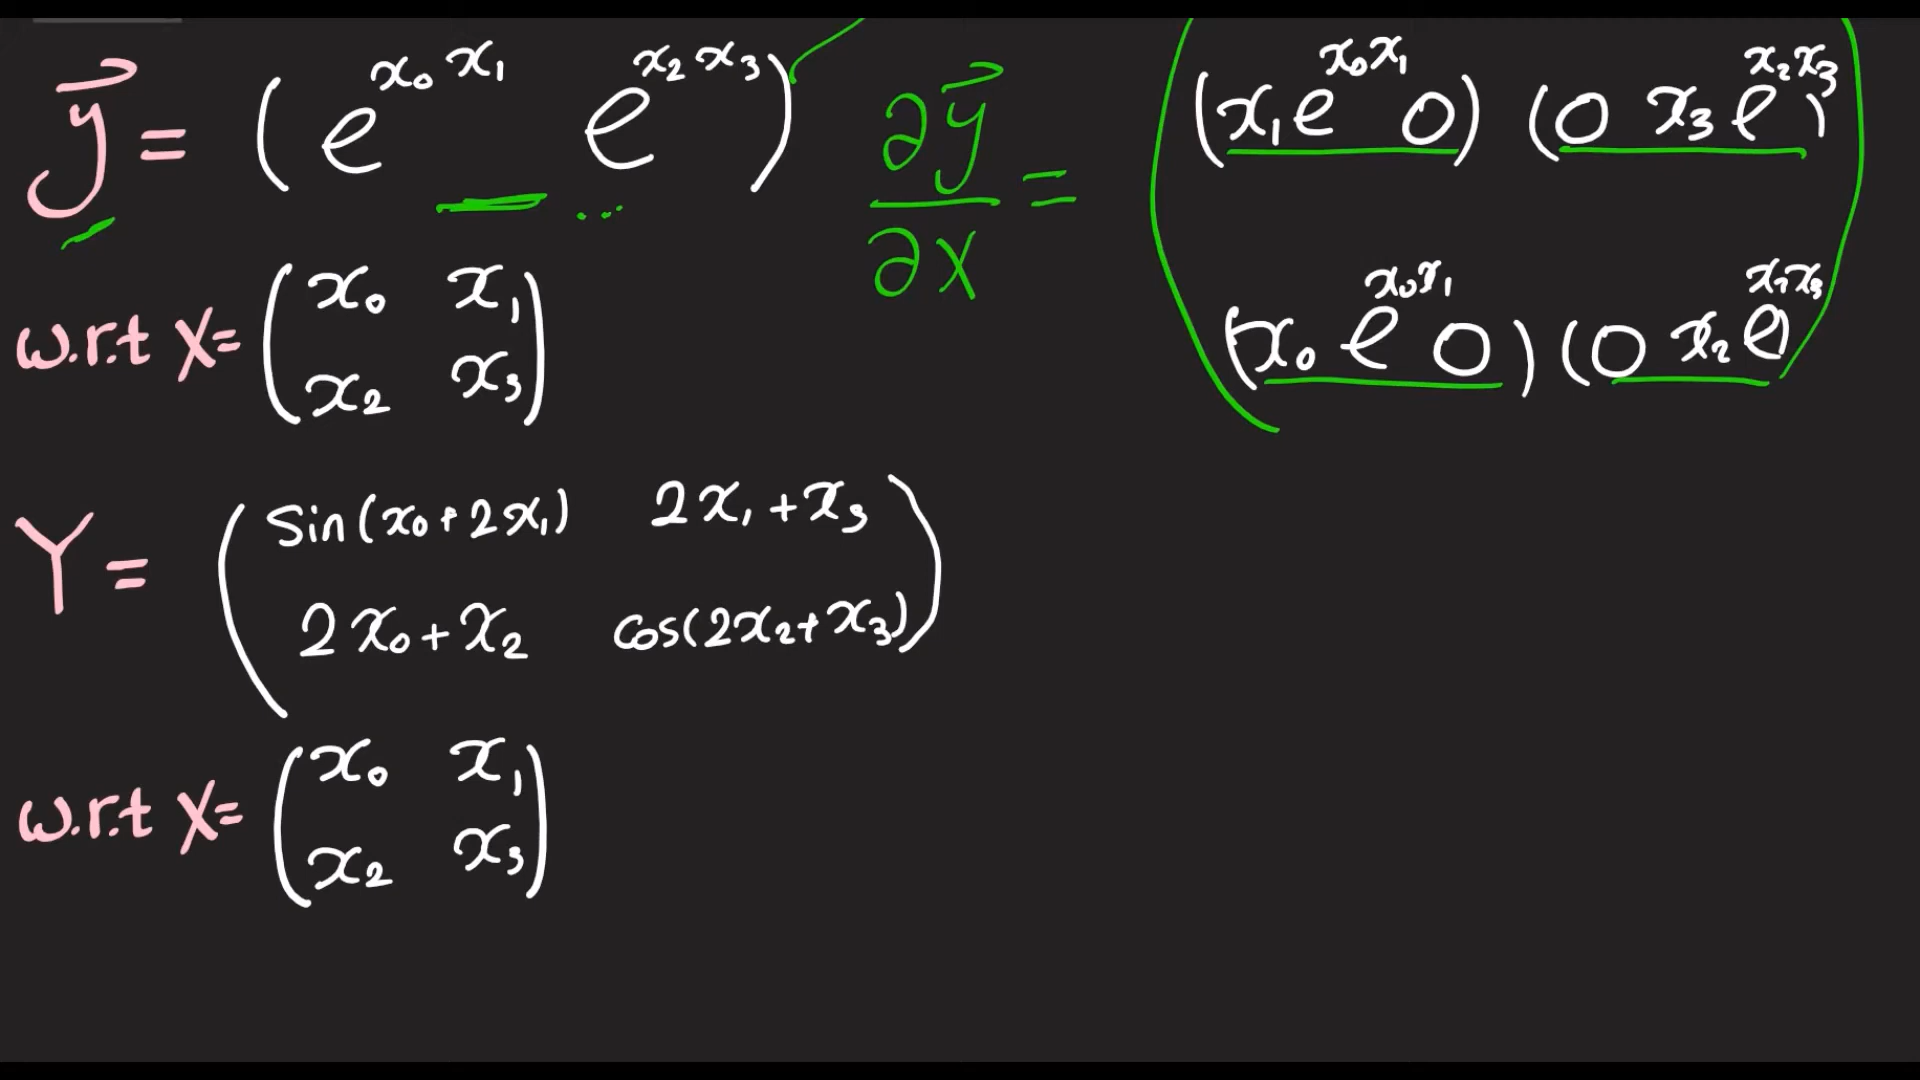 y⃗ = (e^{x₀x₁} e^{x₂x₃})
∂y⃗/∂X =
(x₁e^{x₀x₁} 0) (0 x₃e^{x₂x₃})
(x₀e^{x₀x₁} 0) (0 x₂e^{x₂x₃})
w.r.t X= (x₀ x₁
x₂ x₃)
Y = (Sin(x₀+2x₁) 2x₁+x₃
2x₀+x₂ cos(2x₂+x₃))
w.r.t X= (x₀ x₁
x₂ x₃)